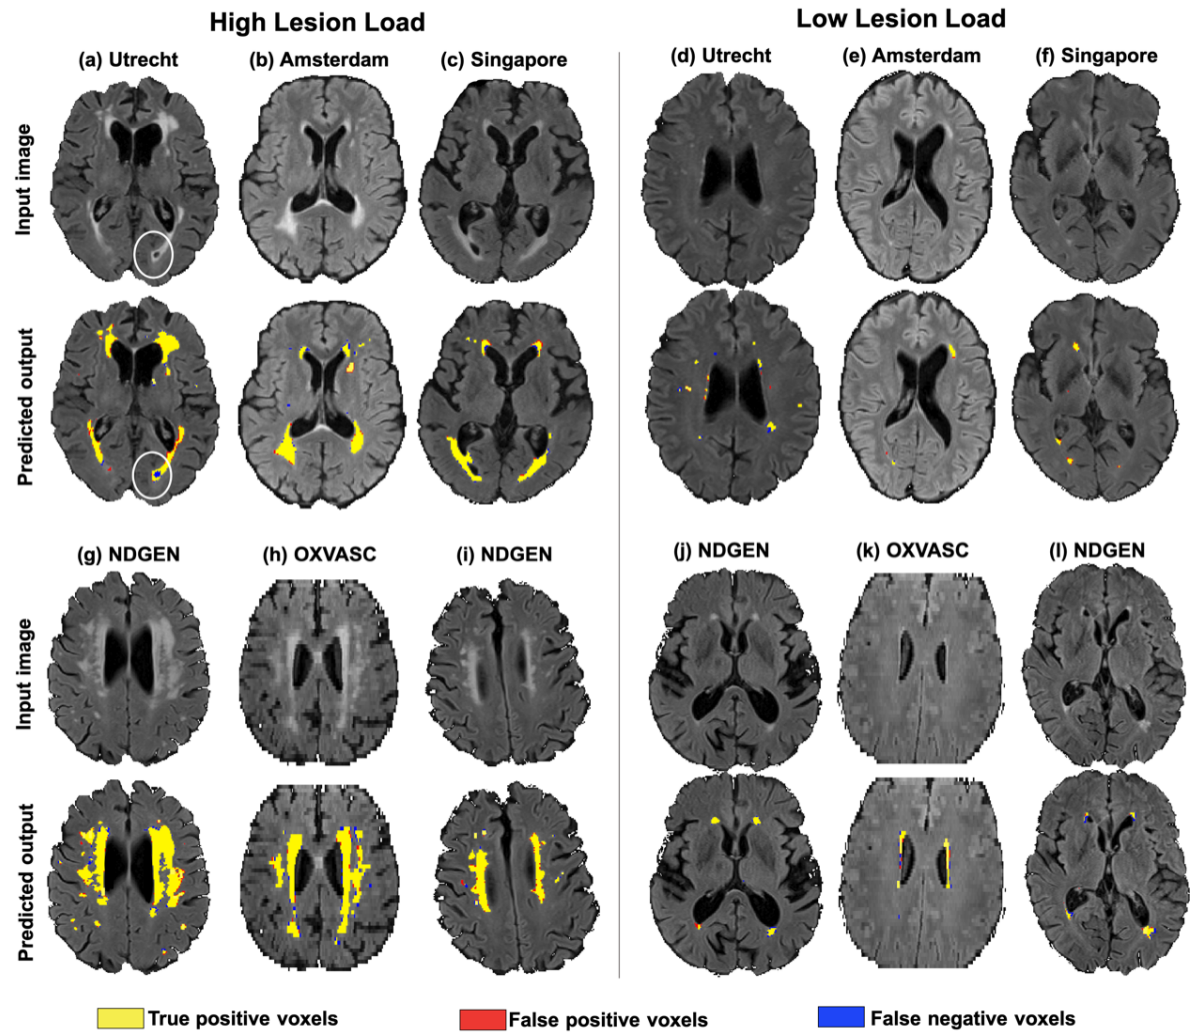 High Lesion Load
Low Lesion Load
(a) Utrecht
(b) Amsterdam
(c) Singapore
(d) Utrecht
(e) Amsterdam
(f) Singapore
Input image
Predicted output
(g) NDGEN
(h) OXVASC
(i) NDGEN
(j) NDGEN
(k) OXVASC
(l) NDGEN
Input image
Predicted output
True positive voxels
False positive voxels
False negative voxels